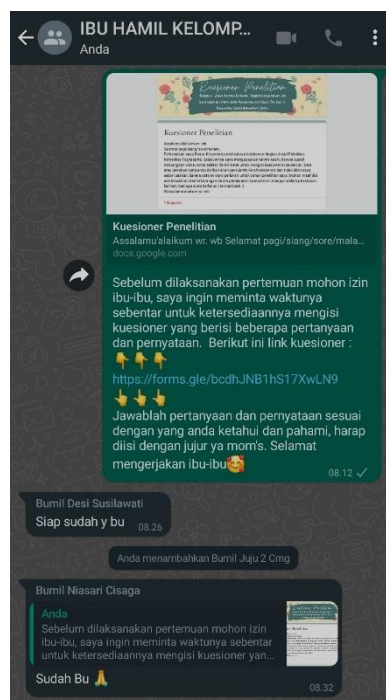 IBU HAMIL KELOMP...
Anda
Kuesioner Penelitian
Kuesioner Penelitian
Kuesioner Penelitian
Assalamu'alaikum wr. wb Selamat pagi/siang/sore/mala...
docs.google.com
Sebelum dilaksanakan pertemuan mohon izin
ibu-ibu, saya ingin meminta waktunya
sebentar untuk ketersediaannya mengisi
kuesioner yang berisi beberapa pertanyaan
dan pernyataan. Berikut ini link kuesioner :
👇👇👇
https://forms.gle/bcdhJNB1hS17XwLN9
👆👆👆
Jawablah pertanyaan dan pernyataan sesuai
dengan yang anda ketahui dan pahami, harap
diisi dengan jujur ya mom's. Selamat
mengerjakan ibu-ibu🥰
08.12
Bumil Desi Susilawati
Siap sudah y bu
08.26
Anda menambahkan Bumil Juju 2 Cmg
Bumil Niasari Cisaga
Anda
Sebelum dilaksanakan pertemuan mohon izin
ibu-ibu, saya ingin meminta waktunya sebentar
untuk ketersediaannya mengisi kuesioner yan...
Sudah Bu 🙏
08.32